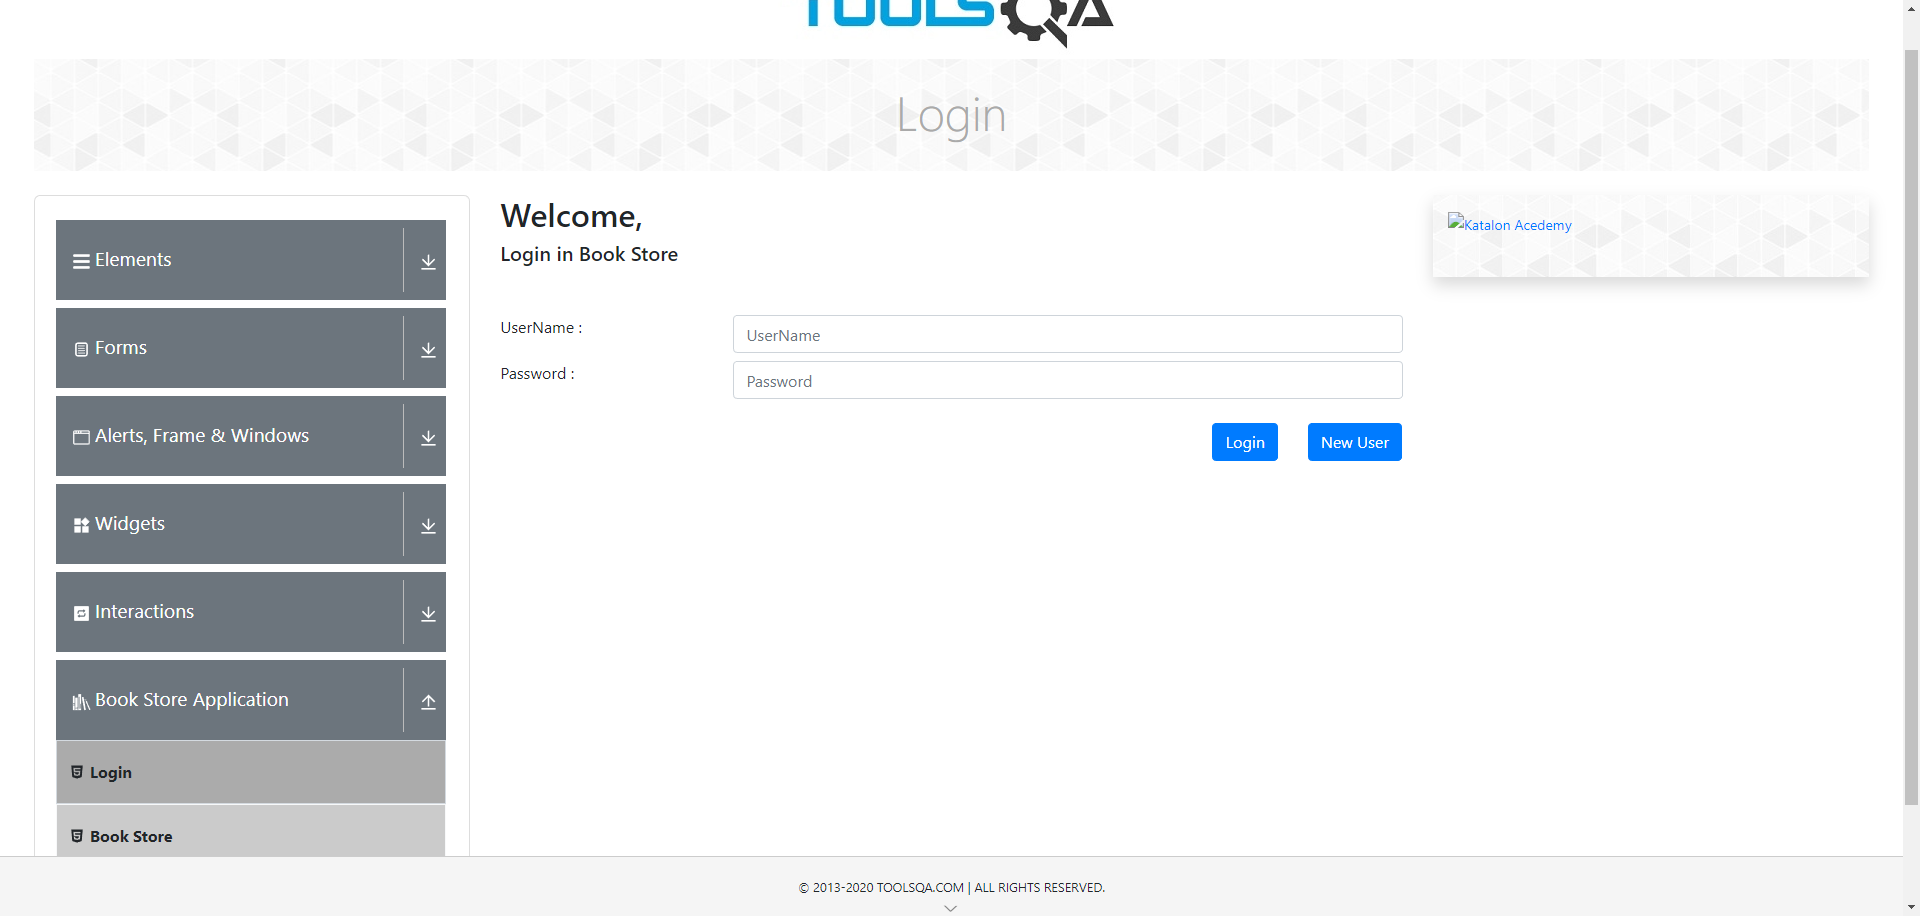 TOOLSQA
Login
Elements
Forms
Alerts, Frame & Windows
Widgets
Interactions
Book Store Application
Login
Book Store
Welcome,
Login in Book Store
UserName :
UserName
Password :
Password
Login
New User
Katalon Acedemy
© 2013-2020 TOOLSQA.COM | ALL RIGHTS RESERVED.